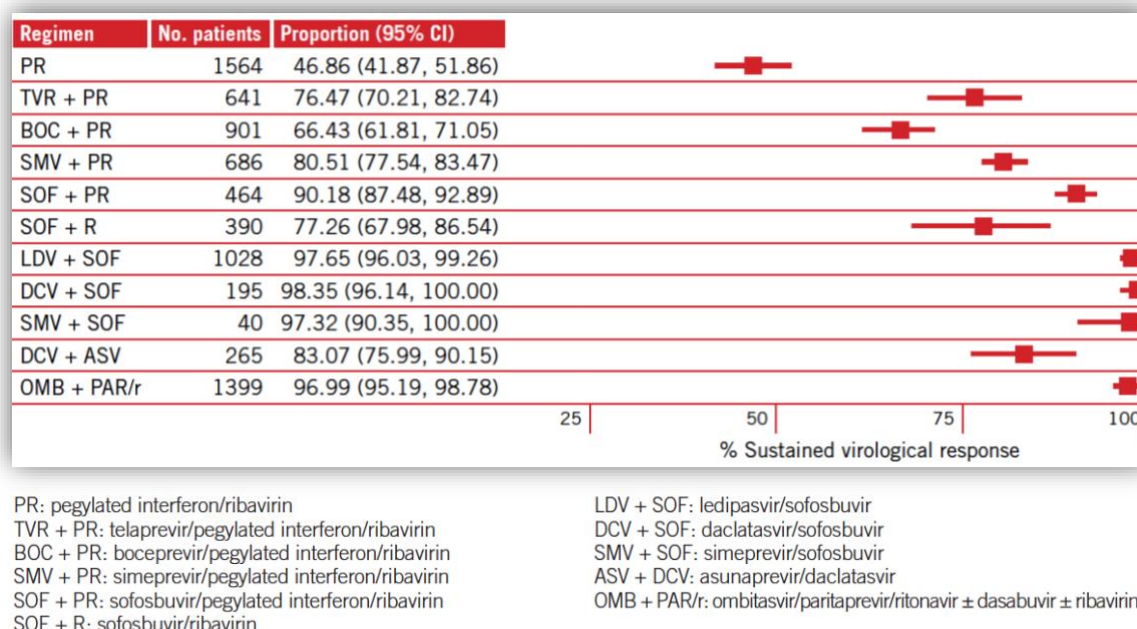 Regimen No. patients Proportion (95% CI)
PR 1564 46.86 (41.87, 51.86)
TVR + PR 641 76.47 (70.21, 82.74)
BOC + PR 901 66.43 (61.81, 71.05)
SMV + PR 686 80.51 (77.54, 83.47)
SOF + PR 464 90.18 (87.48, 92.89)
SOF + R 390 77.26 (67.98, 86.54)
LDV + SOF 1028 97.65 (96.03, 99.26)
DCV + SOF 195 98.35 (96.14, 100.00)
SMV + SOF 40 97.32 (90.35, 100.00)
DCV + ASV 265 83.07 (75.99, 90.15)
OMB + PAR/r 1399 96.99 (95.19, 98.78)
25 50 75 100
% Sustained virological response
PR: pegylated interferon/ribavirin
TVR + PR: telaprevir/pegylated interferon/ribavirin
BOC + PR: boceprevir/pegylated interferon/ribavirin
SMV + PR: simeprevir/pegylated interferon/ribavirin
SOF + PR: sofosbuvir/pegylated interferon/ribavirin
SOF + R: sofosbuvir/ribavirin
LDV + SOF: ledipasvir/sofosbuvir
DCV + SOF: daclatasvir/sofosbuvir
SMV + SOF: simeprevir/sofosbuvir
ASV + DCV: asunaprevir/daclatasvir
OMB + PAR/r: ombitasvir/paritaprevir/ritonavir ± dasabuvir ± ribavirin